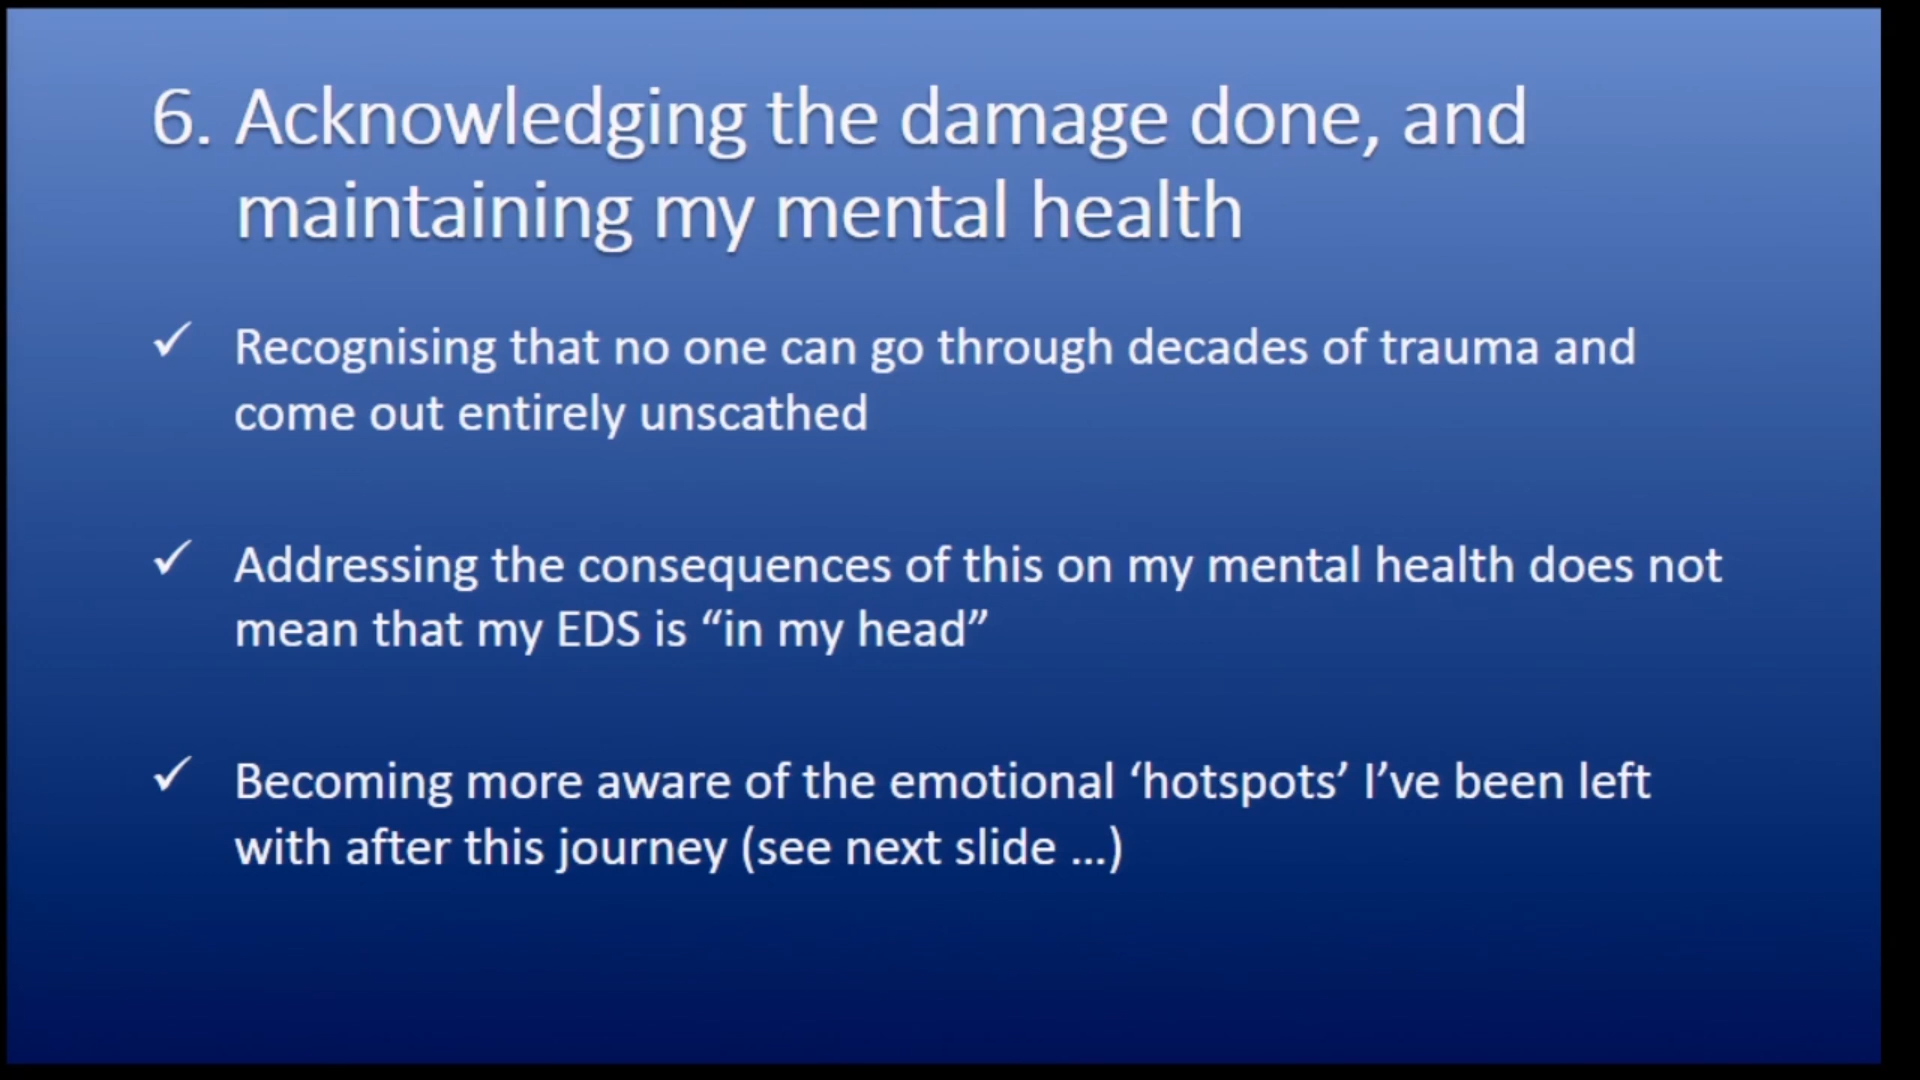 6. Acknowledging the damage done, and
maintaining my mental health
✓ Recognising that no one can go through decades of trauma and
come out entirely unscathed
✓ Addressing the consequences of this on my mental health does not
mean that my EDS is “in my head”
✓ Becoming more aware of the emotional ‘hotspots’ I’ve been left
with after this journey (see next slide ...)